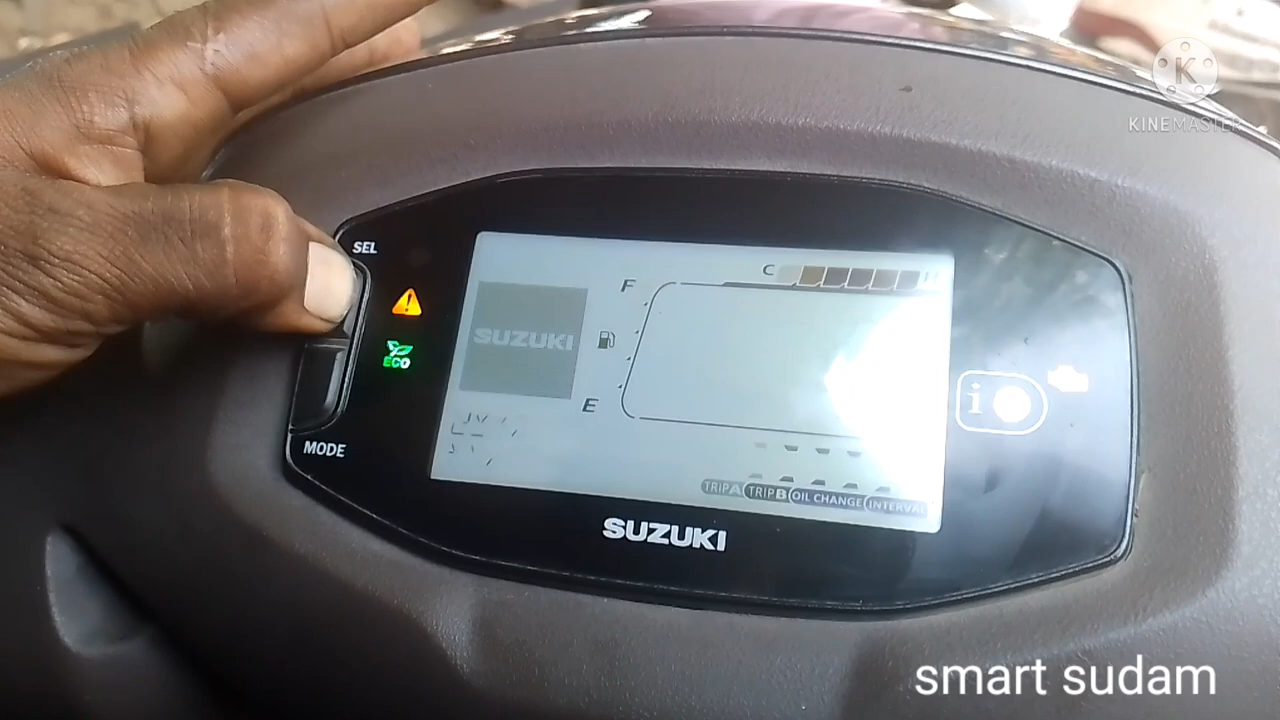 KINEMASTER
SEL
C
F
SUZUKI
ECO
E
i
MODE
TRIP A TRIP B OIL CHANGE INTERVAL
SUZUKI
smart sudam